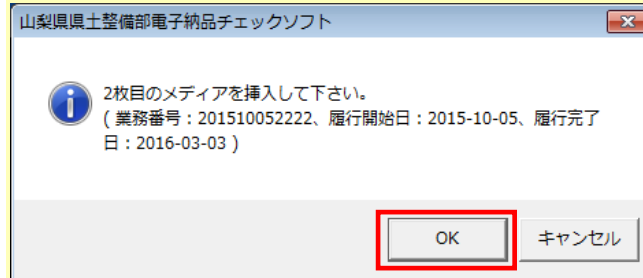 山梨県県土整備部電子納品チェックソフト
2枚目のメディアを挿入して下さい。
( 業務番号：201510052222、履行開始日：2015-10-05、履行完了
日：2016-03-03 )
OK
キャンセル